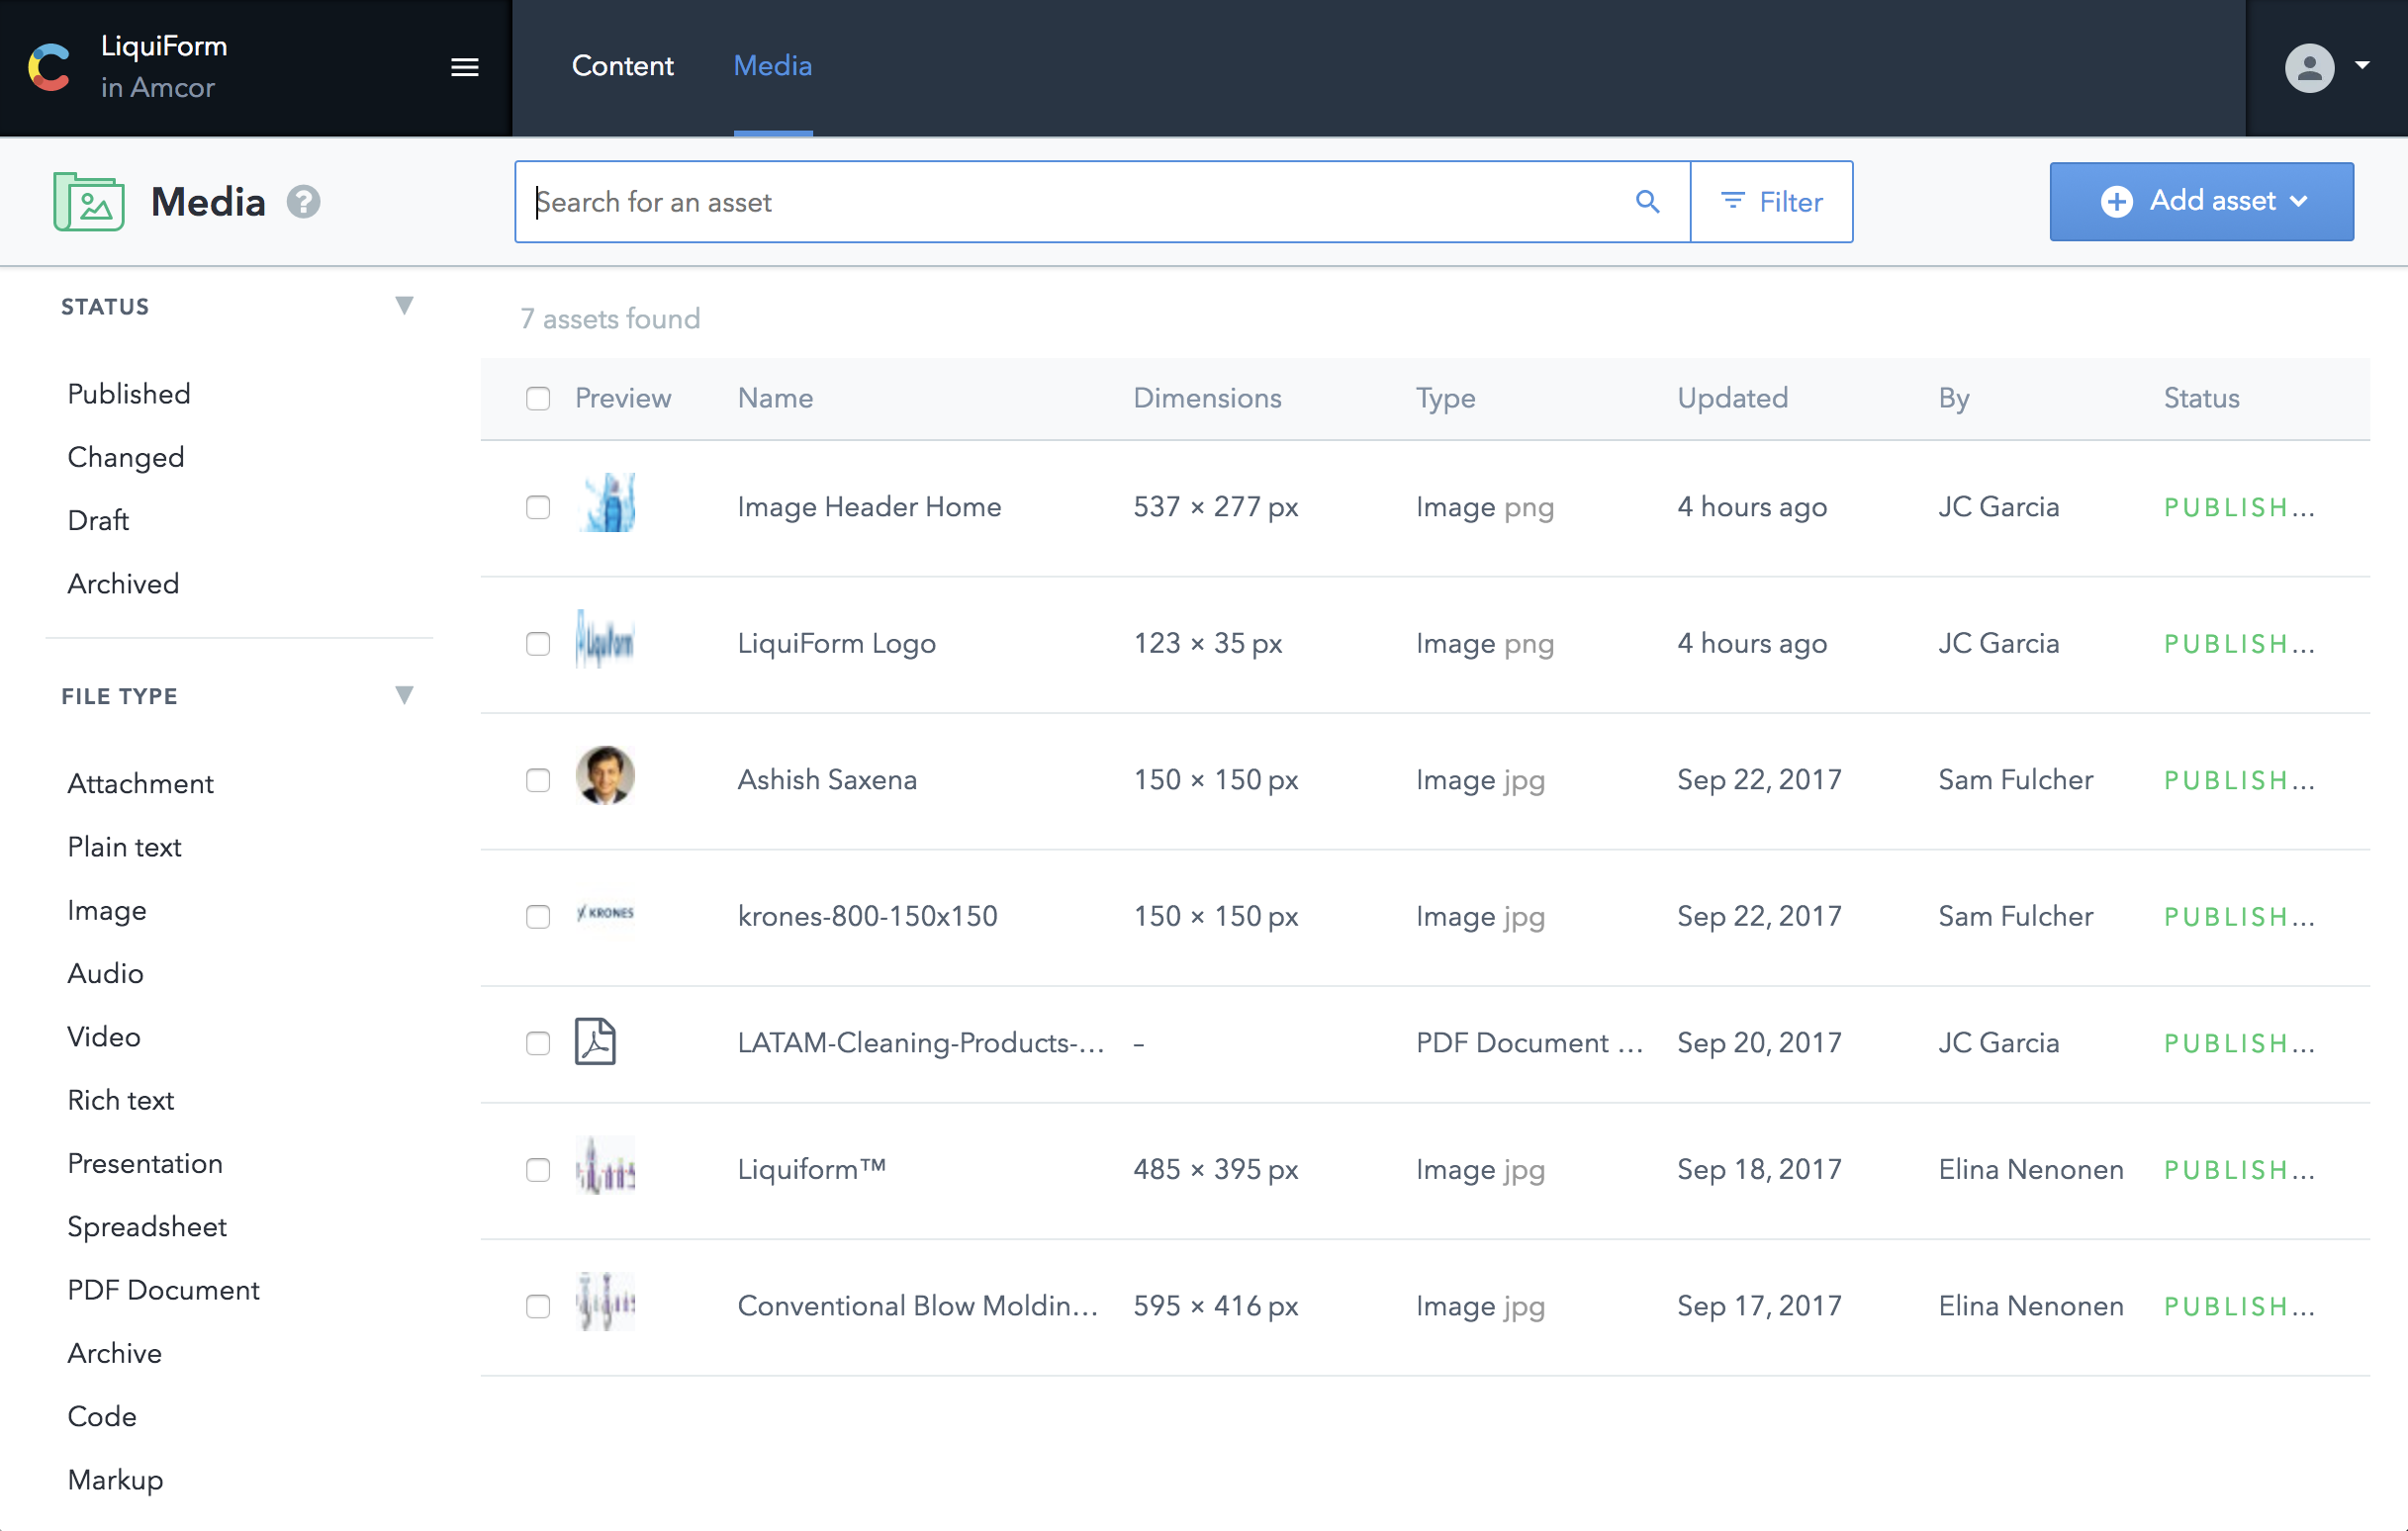 LiquiForm
in Amcor
Content Media
Media ?
Search for an asset
Filter
Add asset
STATUS
Published
Changed
Draft
Archived
FILE TYPE
Attachment
Plain text
Image
Audio
Video
Rich text
Presentation
Spreadsheet
PDF Document
Archive
Code
Markup
7 assets found
Preview Name Dimensions Type Updated By Status
Image Header Home 537 × 277 px Image png 4 hours ago JC Garcia PUBLISH...
LiquiForm LiquiForm Logo 123 × 35 px Image png 4 hours ago JC Garcia PUBLISH...
Ashish Saxena 150 × 150 px Image jpg Sep 22, 2017 Sam Fulcher PUBLISH...
KRONES krones-800-150x150 150 × 150 px Image jpg Sep 22, 2017 Sam Fulcher PUBLISH...
LATAM-Cleaning-Products-... – PDF Document ... Sep 20, 2017 JC Garcia PUBLISH...
Liquiform™ 485 × 395 px Image jpg Sep 18, 2017 Elina Nenonen PUBLISH...
Conventional Blow Moldin... 595 × 416 px Image jpg Sep 17, 2017 Elina Nenonen PUBLISH...